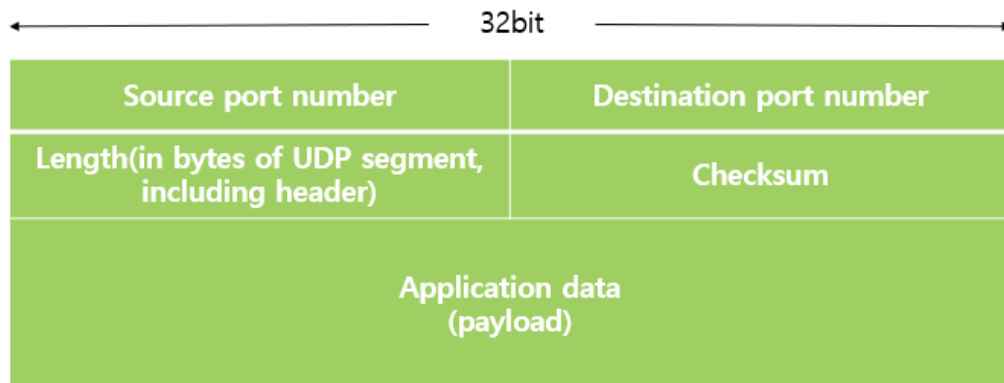 32bit
Source port number
Destination port number
Length(in bytes of UDP segment,
including header)
Checksum
Application data
(payload)